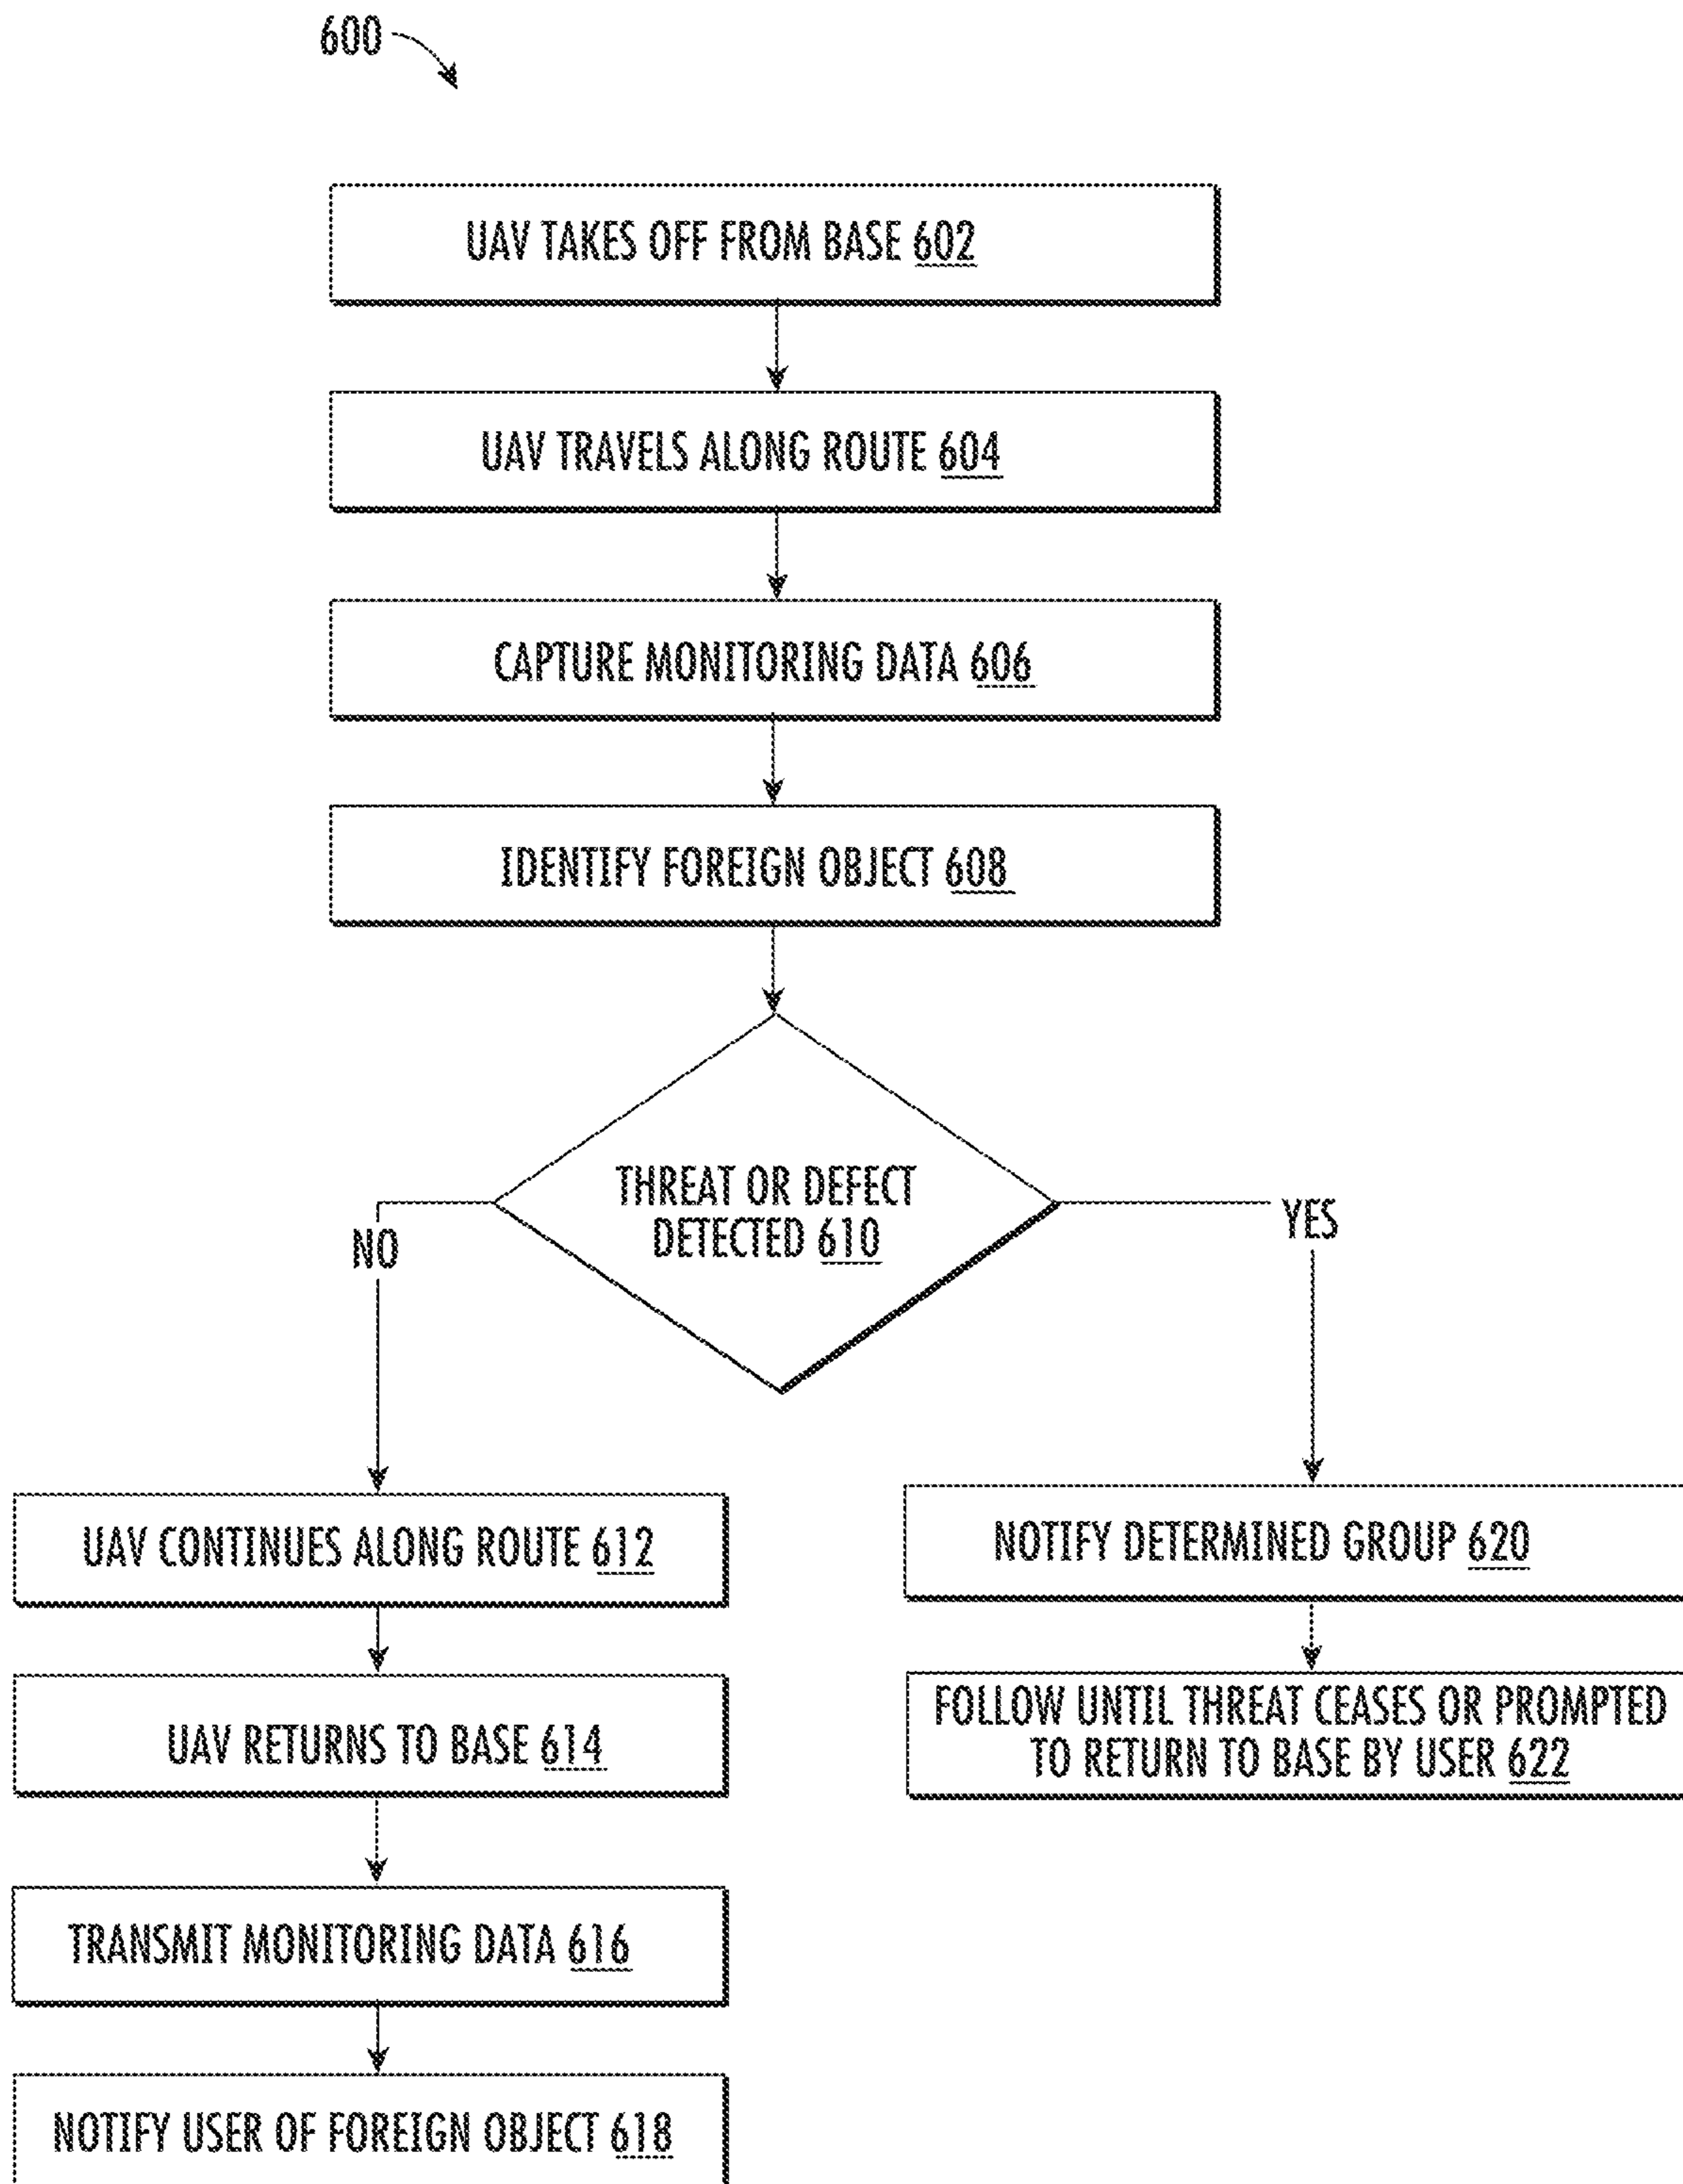 600
UAV TAKES OFF FROM BASE 602
UAV TRAVELS ALONG ROUTE 604
CAPTURE MONITORING DATA 606
IDENTIFY FOREIGN OBJECT 608
THREAT OR DEFECT
DETECTED 610
NO
YES
UAV CONTINUES ALONG ROUTE 612
UAV RETURNS TO BASE 614
TRANSMIT MONITORING DATA 616
NOTIFY USER OF FOREIGN OBJECT 618
NOTIFY DETERMINED GROUP 620
FOLLOW UNTIL THREAT CEASES OR PROMPTED
TO RETURN TO BASE BY USER 622